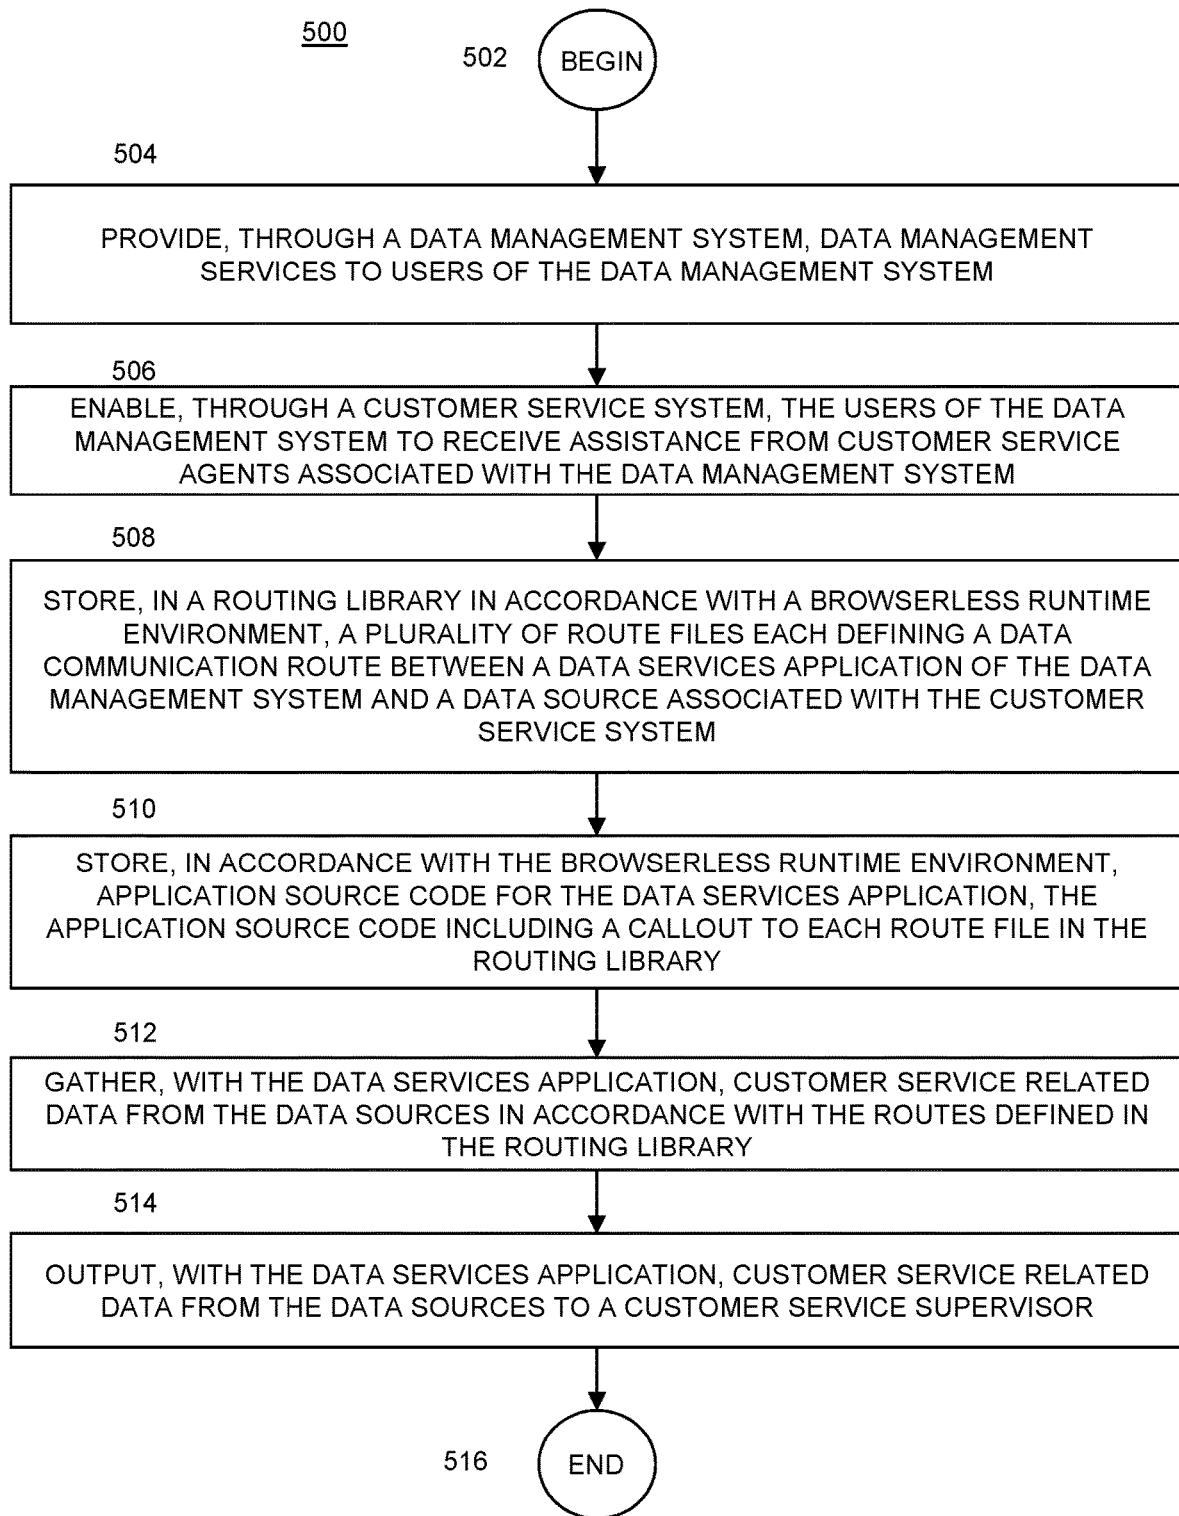 500
502
BEGIN
504
PROVIDE, THROUGH A DATA MANAGEMENT SYSTEM, DATA MANAGEMENT
SERVICES TO USERS OF THE DATA MANAGEMENT SYSTEM
506
ENABLE, THROUGH A CUSTOMER SERVICE SYSTEM, THE USERS OF THE DATA
MANAGEMENT SYSTEM TO RECEIVE ASSISTANCE FROM CUSTOMER SERVICE
AGENTS ASSOCIATED WITH THE DATA MANAGEMENT SYSTEM
508
STORE, IN A ROUTING LIBRARY IN ACCORDANCE WITH A BROWSERLESS RUNTIME
ENVIRONMENT, A PLURALITY OF ROUTE FILES EACH DEFINING A DATA
COMMUNICATION ROUTE BETWEEN A DATA SERVICES APPLICATION OF THE DATA
MANAGEMENT SYSTEM AND A DATA SOURCE ASSOCIATED WITH THE CUSTOMER
SERVICE SYSTEM
510
STORE, IN ACCORDANCE WITH THE BROWSERLESS RUNTIME ENVIRONMENT,
APPLICATION SOURCE CODE FOR THE DATA SERVICES APPLICATION, THE
APPLICATION SOURCE CODE INCLUDING A CALLOUT TO EACH ROUTE FILE IN THE
ROUTING LIBRARY
512
GATHER, WITH THE DATA SERVICES APPLICATION, CUSTOMER SERVICE RELATED
DATA FROM THE DATA SOURCES IN ACCORDANCE WITH THE ROUTES DEFINED IN
THE ROUTING LIBRARY
514
OUTPUT, WITH THE DATA SERVICES APPLICATION, CUSTOMER SERVICE RELATED
DATA FROM THE DATA SOURCES TO A CUSTOMER SERVICE SUPERVISOR
516
END